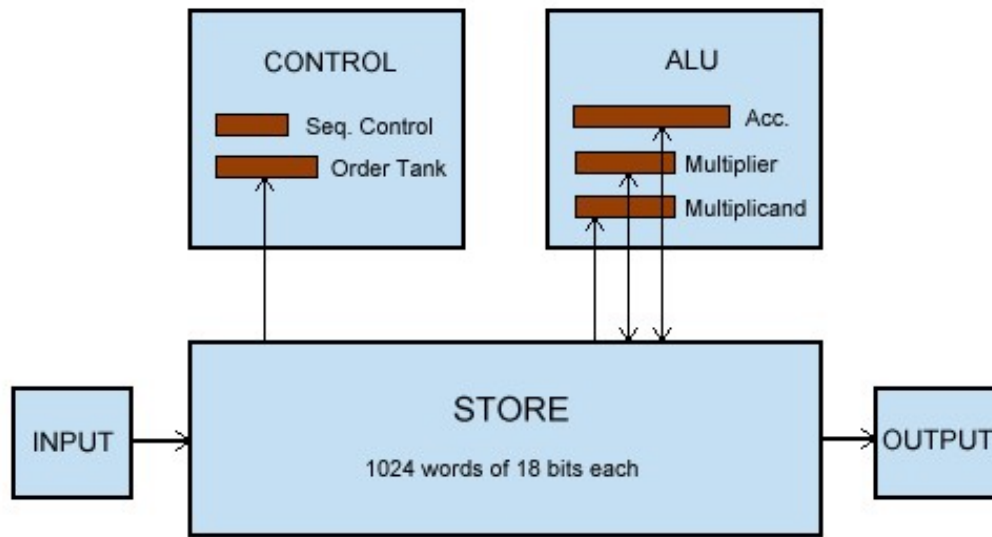 CONTROL
Seq. Control
Order Tank
ALU
Acc.
Multiplier
Multiplicand
INPUT
STORE
1024 words of 18 bits each
OUTPUT